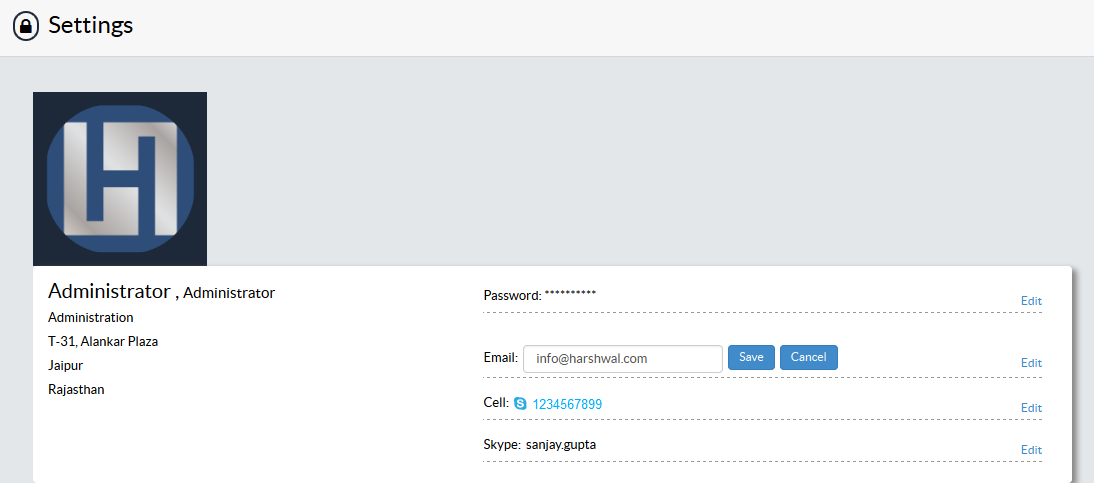 Settings
Administrator , Administrator
Administration
T-31, Alankar Plaza
Jaipur
Rajasthan
Password: ********** Edit
Email: info@harshwal.com Save Cancel Edit
Cell: 1234567899 Edit
Skype: sanjay.gupta Edit